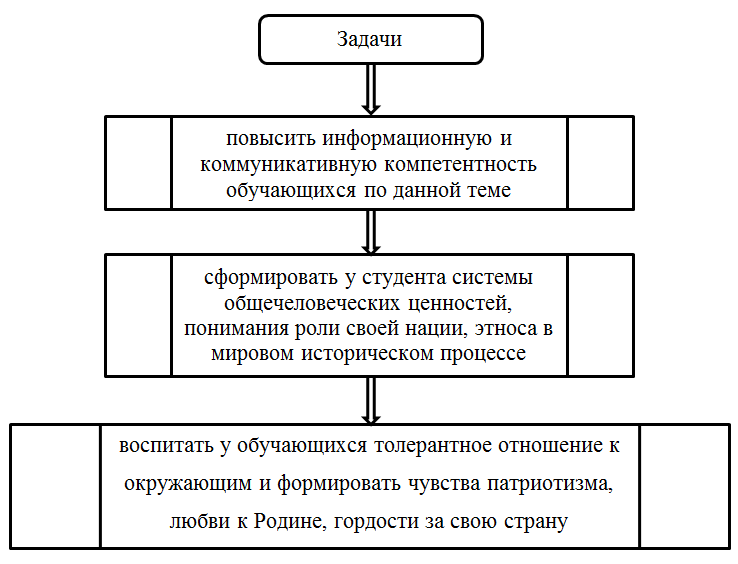 Задачи
повысить информационную и
коммуникативную компетентность
обучающихся по данной теме
сформировать у студента системы
общечеловеческих ценностей,
понимания роли своей нации, этноса в
мировом историческом процессе
воспитать у обучающихся толерантное отношение к
окружающим и формировать чувства патриотизма,
любви к Родине, гордости за свою страну